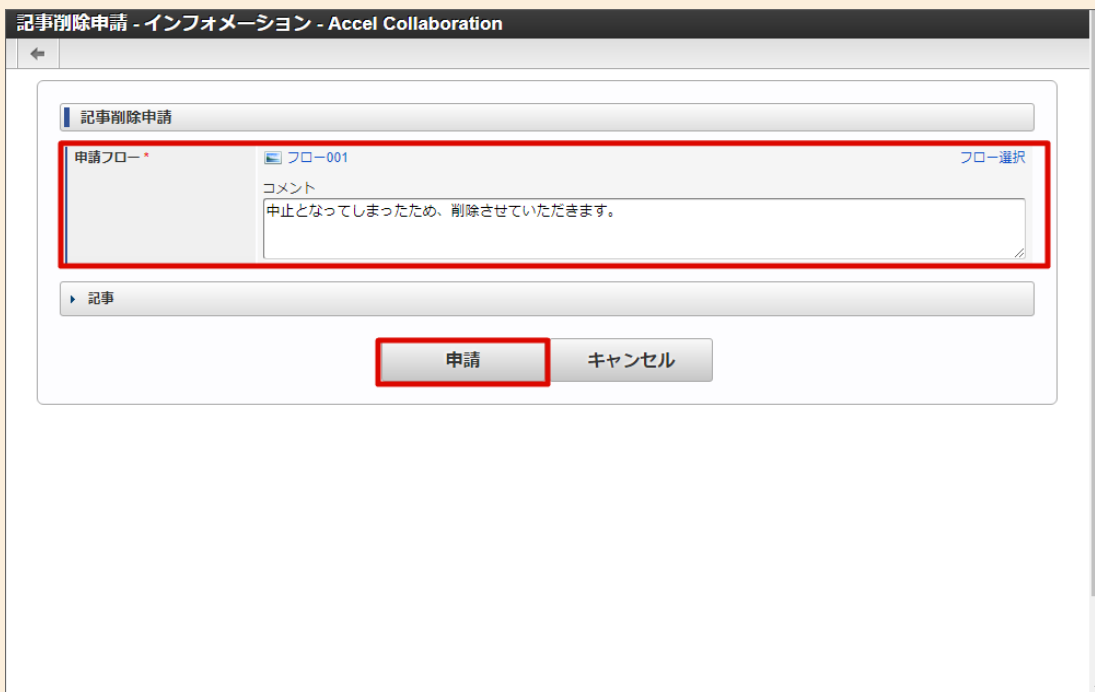 記事削除申請 - インフォメーション - Accel Collaboration
記事削除申請
申請フロー *
フロー001
フロー選択
コメント
中止となってしまったため、削除させていただきます。
記事
申請
キャンセル